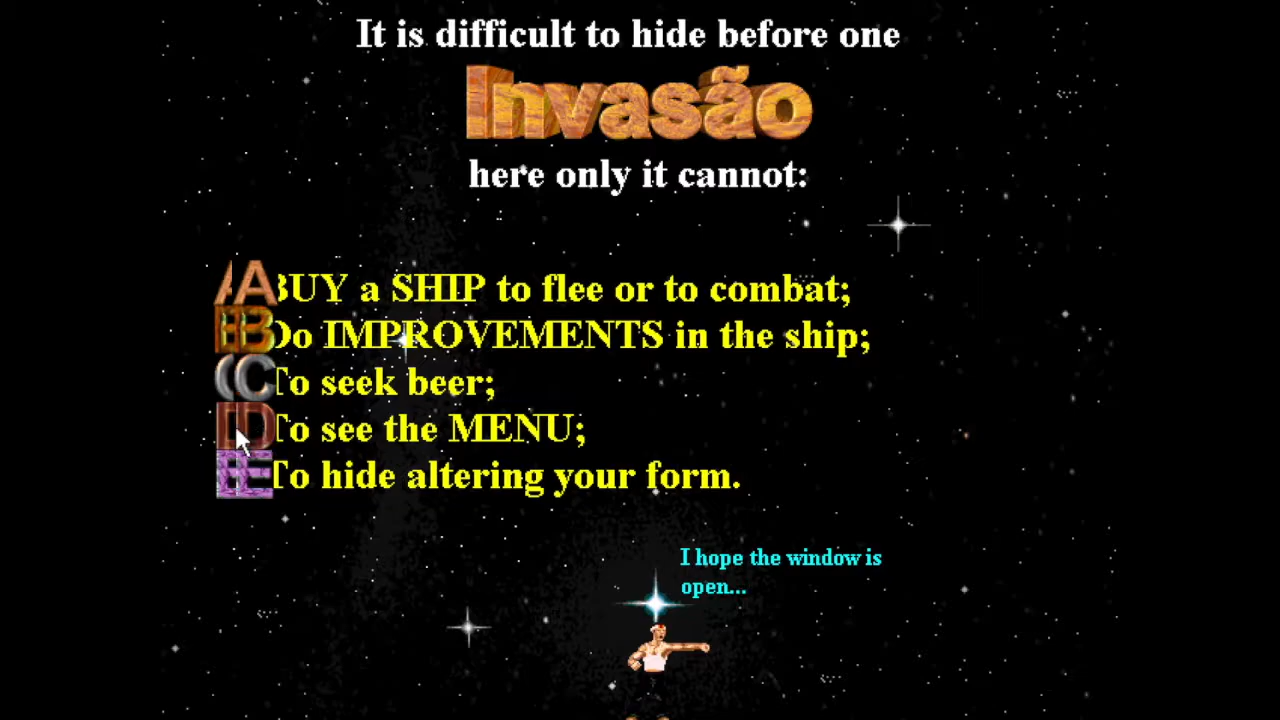 It is difficult to hide before one
Invasão
here only it cannot:
A BUY a SHIP to flee or to combat;
B Do IMPROVEMENTS in the ship;
C To seek beer;
D To see the MENU;
E To hide altering your form.
I hope the window is
open...